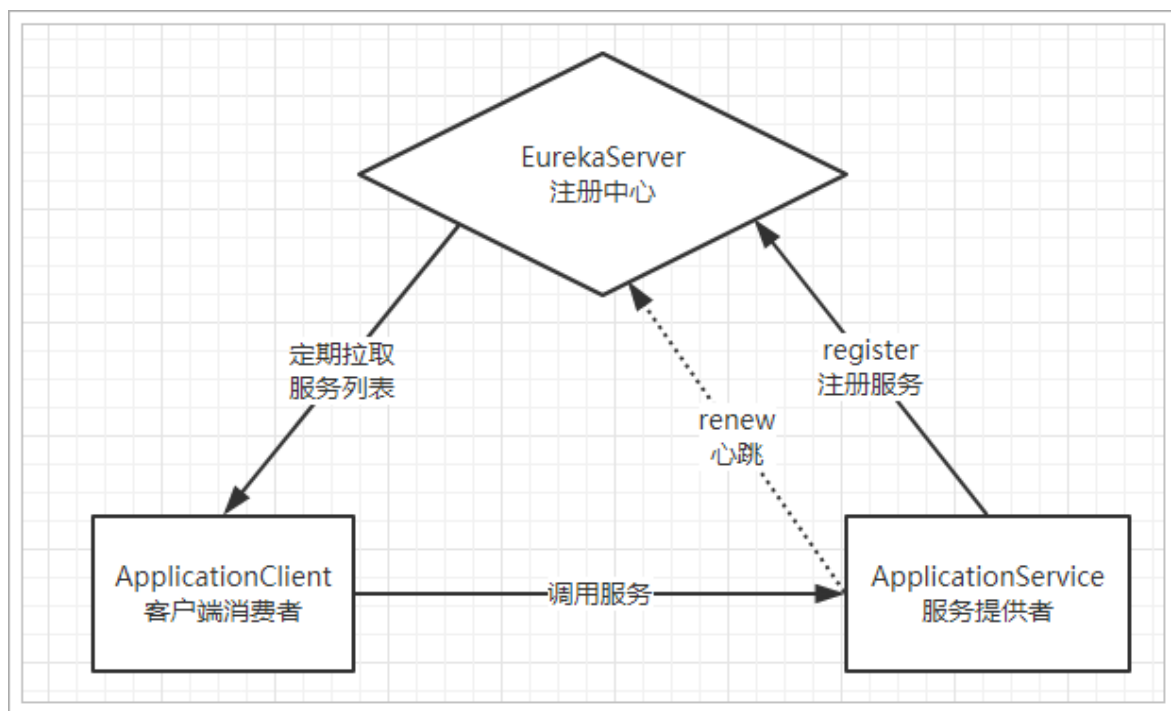 EurekaServer
注册中心
定期拉取
服务列表
register
注册服务
renew
心跳
ApplicationClient
客户端消费者
调用服务
ApplicationService
服务提供者